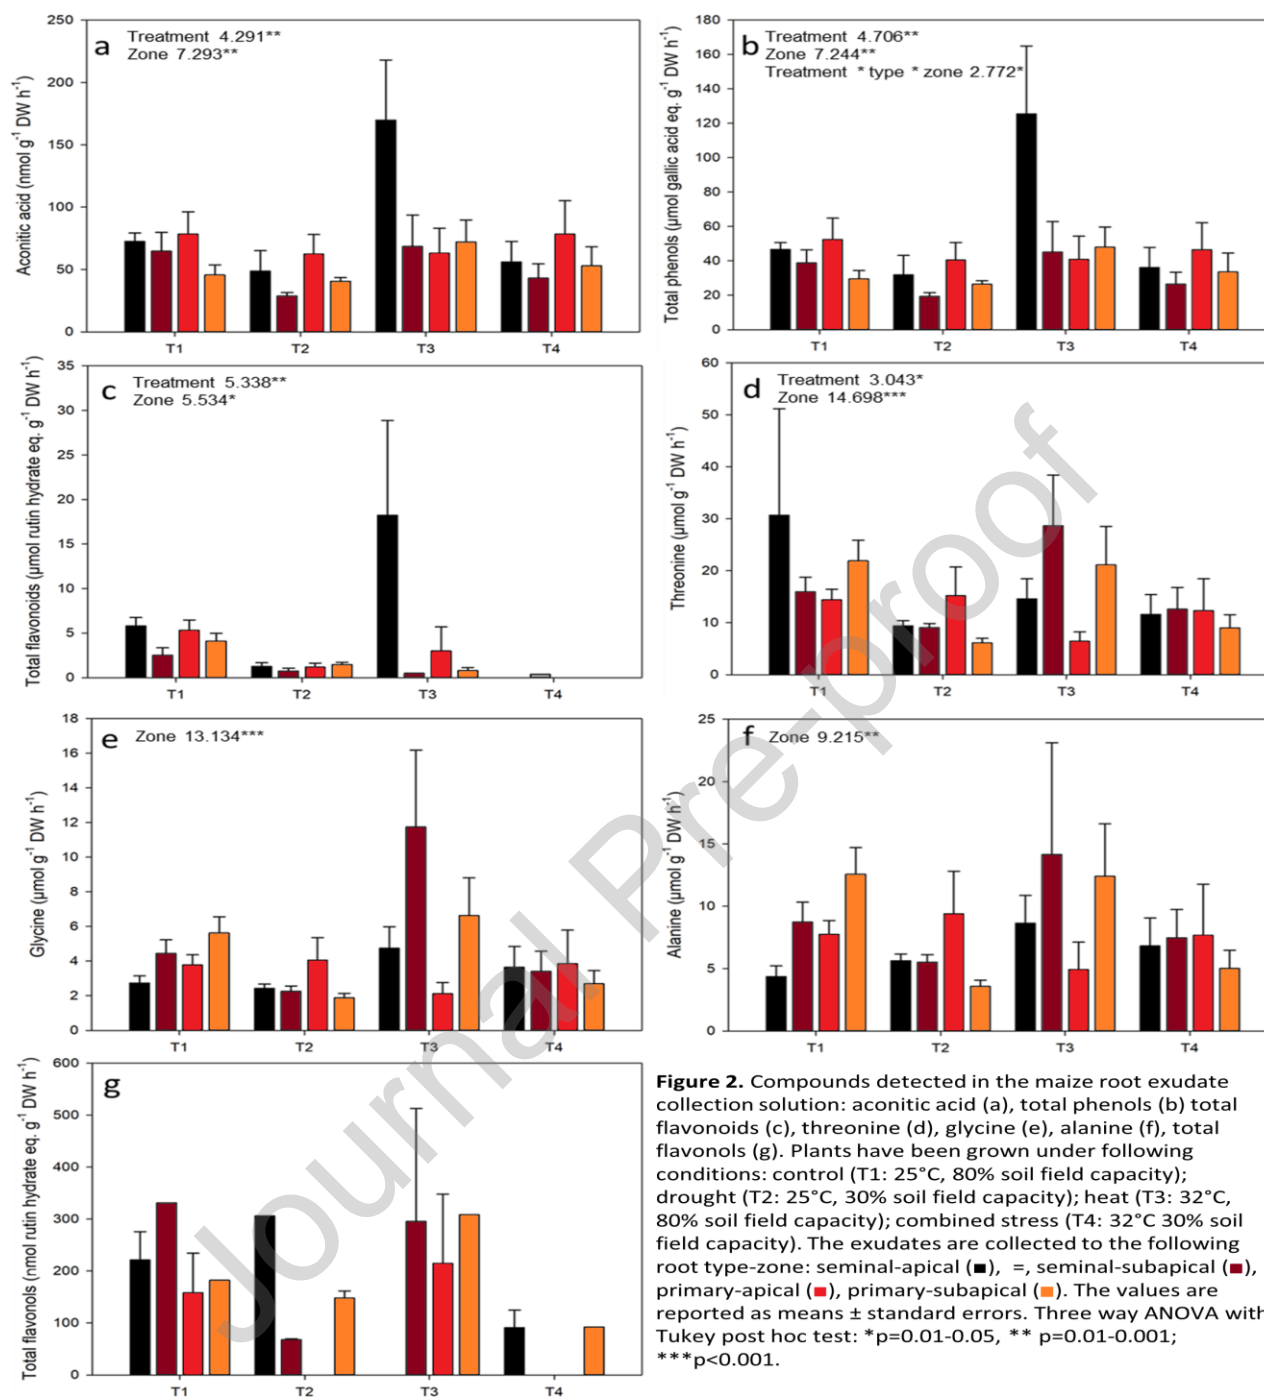 a
Treatment 4.291**
Zone 7.293**
Aconitic acid (nmol g⁻¹ DW h⁻¹)
250
200
150
100
50
0
T1 T2 T3 T4
b
Treatment 4.706**
Zone 7.244**
Treatment * type * zone 2.772*
Total phenols (µmol gallic acid eq. g⁻¹ DW h⁻¹)
180
160
140
120
100
80
60
40
20
0
T1 T2 T3 T4
c
Treatment 5.338**
Zone 5.534*
Total flavonoids (µmol rutin hydrate eq. g⁻¹ DW h⁻¹)
35
30
25
20
15
10
5
0
T1 T2 T3 T4
d
Treatment 3.043*
Zone 14.698***
Threonine (µmol g⁻¹ DW h⁻¹)
60
50
40
30
20
10
0
T1 T2 T3 T4
e
Zone 13.134***
Glycine (µmol g⁻¹ DW h⁻¹)
18
16
14
12
10
8
6
4
2
0
T1 T2 T3 T4
f
Zone 9.215**
Alanine (µmol g⁻¹ DW h⁻¹)
25
20
15
10
5
0
T1 T2 T3 T4
g
Total flavonols (nmol rutin hydrate eq. g⁻¹ DW h⁻¹)
600
500
400
300
200
100
0
T1 T2 T3 T4
Figure 2. Compounds detected in the maize root exudate
collection solution: aconitic acid (a), total phenols (b) total
flavonoids (c), threonine (d), glycine (e), alanine (f), total
flavonols (g). Plants have been grown under following
conditions: control (T1: 25°C, 80% soil field capacity);
drought (T2: 25°C, 30% soil field capacity); heat (T3: 32°C,
80% soil field capacity); combined stress (T4: 32°C 30% soil
field capacity). The exudates are collected to the following
root type-zone: seminal-apical (■), =, seminal-subapical (■),
primary-apical (■), primary-subapical (■). The values are
reported as means ± standard errors. Three way ANOVA with
Tukey post hoc test: *p=0.01-0.05, ** p=0.01-0.001;
***p<0.001.
Journal Pre-proof